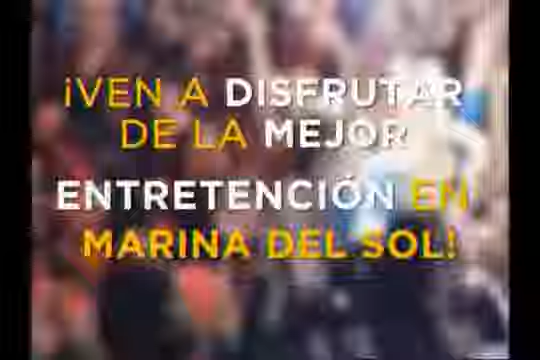 ¡VEN A DISFRUTAR
DE LA MEJOR
ENTRETENCIÓN EN
MARINA DEL SOL!